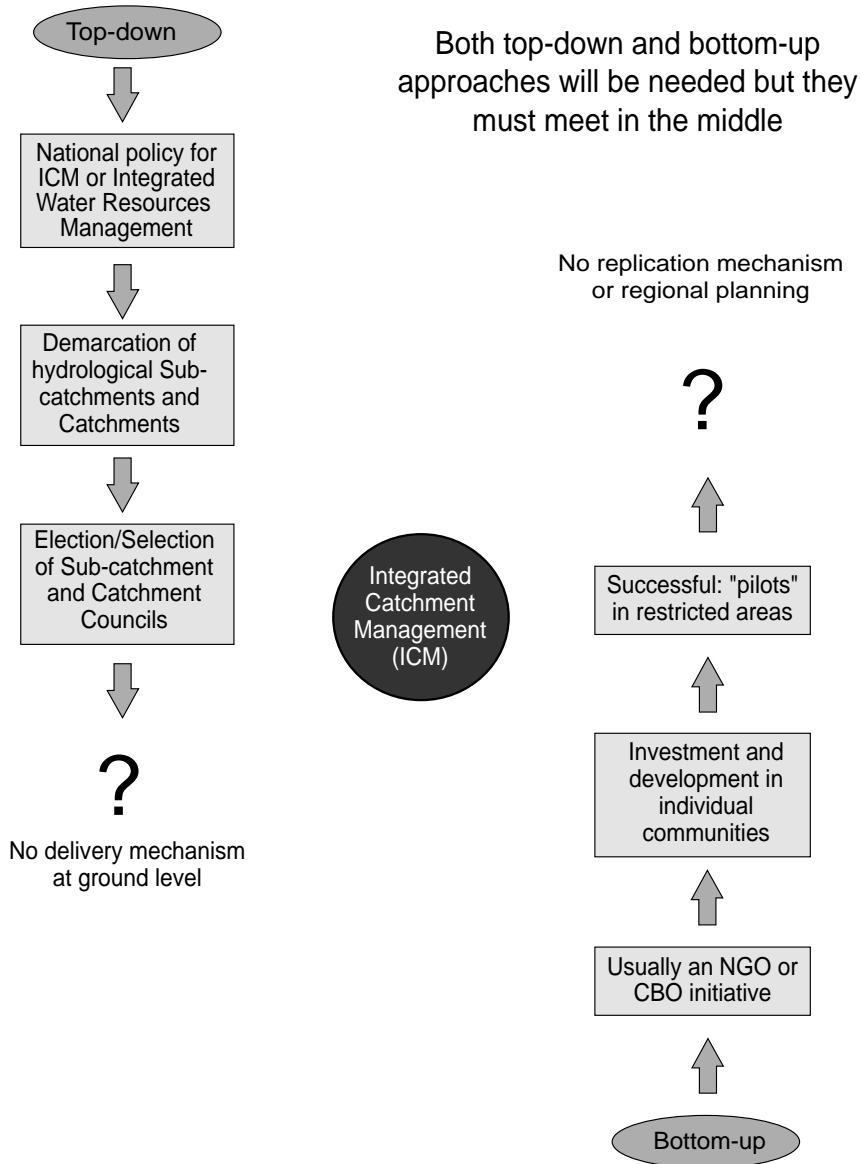 Top-down
Both top-down and bottom-up
approaches will be needed but they
must meet in the middle
National policy for
ICM or Integrated
Water Resources
Management
Demarcation of
hydrological Sub-
catchments and
Catchments
Election/Selection
of Sub-catchment
and Catchment
Councils
?
No delivery mechanism
at ground level
Integrated
Catchment
Management
(ICM)
No replication mechanism
or regional planning
?
Successful: "pilots"
in restricted areas
Investment and
development in
individual
communities
Usually an NGO or
CBO initiative
Bottom-up